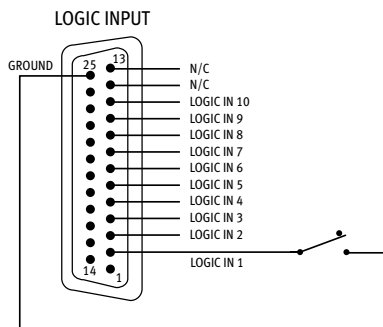 LOGIC INPUT
GROUND
25
13
N/C
N/C
LOGIC IN 10
LOGIC IN 9
LOGIC IN 8
LOGIC IN 7
LOGIC IN 6
LOGIC IN 5
LOGIC IN 4
LOGIC IN 3
LOGIC IN 2
LOGIC IN 1
14
1